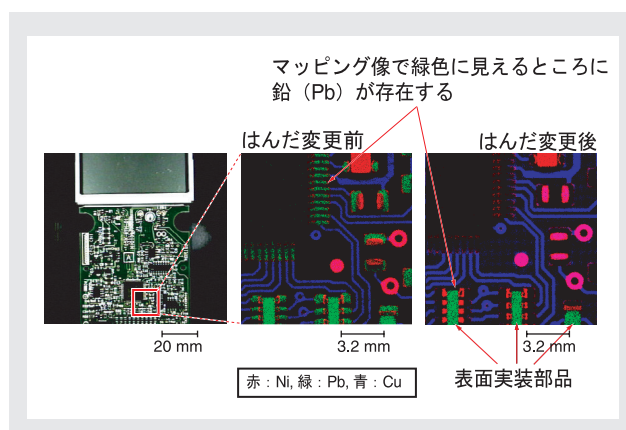 マッピング像で緑色に見えるところに
鉛（Pb）が存在する
はんだ変更前
はんだ変更後
20 mm
3.2 mm
3.2 mm
赤：Ni, 緑：Pb, 青：Cu
表面実装部品